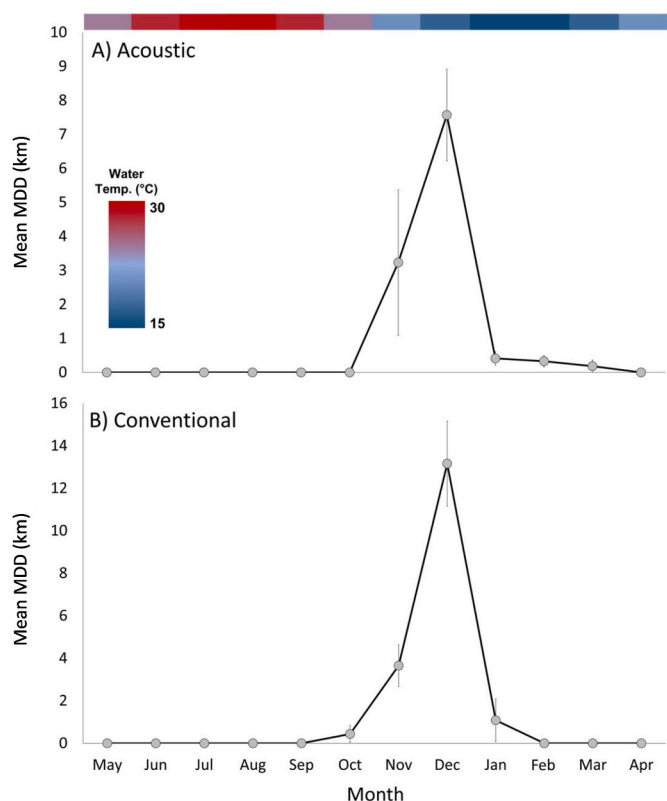 A) Acoustic
10
9
8
7
6
5
4
3
2
1
0
Mean MDD (km)
Water
Temp. (°C)
30
15
B) Conventional
16
14
12
10
8
6
4
2
0
Mean MDD (km)
May Jun Jul Aug Sep Oct Nov Dec Jan Feb Mar Apr
Month